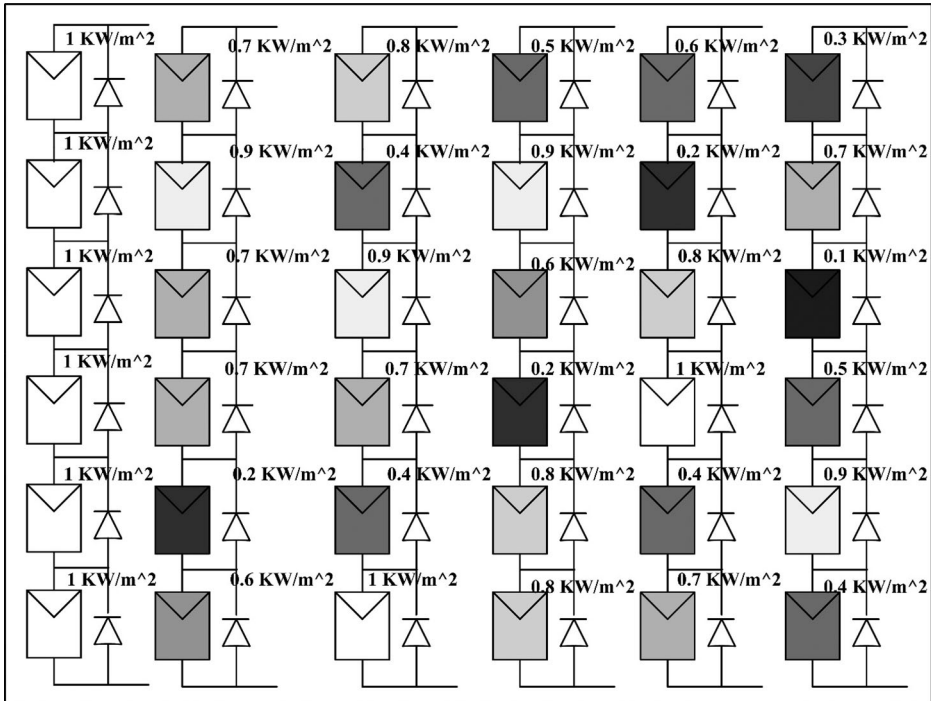 1 KW/m^2 0.7 KW/m^2 0.8 KW/m^2 0.5 KW/m^2 0.6 KW/m^2 0.3 KW/m^2
1 KW/m^2 0.9 KW/m^2 0.4 KW/m^2 0.9 KW/m^2 0.2 KW/m^2 0.7 KW/m^2
1 KW/m^2 0.7 KW/m^2 0.9 KW/m^2 0.6 KW/m^2 0.8 KW/m^2 0.1 KW/m^2
1 KW/m^2 0.7 KW/m^2 0.7 KW/m^2 0.2 KW/m^2 1 KW/m^2 0.5 KW/m^2
1 KW/m^2 0.2 KW/m^2 0.4 KW/m^2 0.8 KW/m^2 0.4 KW/m^2 0.9 KW/m^2
1 KW/m^2 0.6 KW/m^2 1 KW/m^2 0.8 KW/m^2 0.7 KW/m^2 0.4 KW/m^2